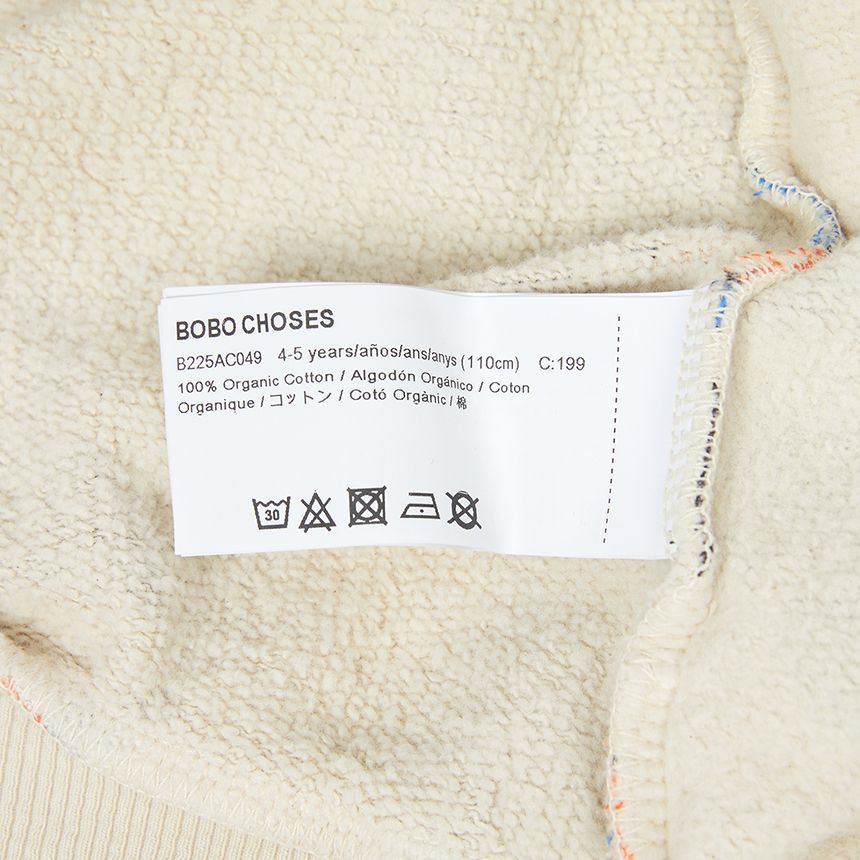 BOBO CHOSES
B225AC049 4-5 years/años/ans/anys (110cm) C:199
100% Organic Cotton / Algodón Orgánico / Coton
Organique / コットン / Cotó Orgànic / 棉
30